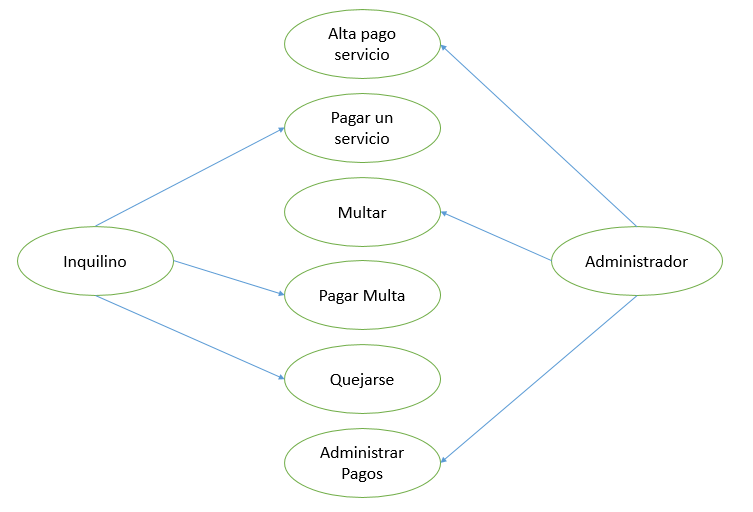 Alta pago
servicio
Pagar un
servicio
Multar
Inquilino
Administrador
Pagar Multa
Quejarse
Administrar
Pagos